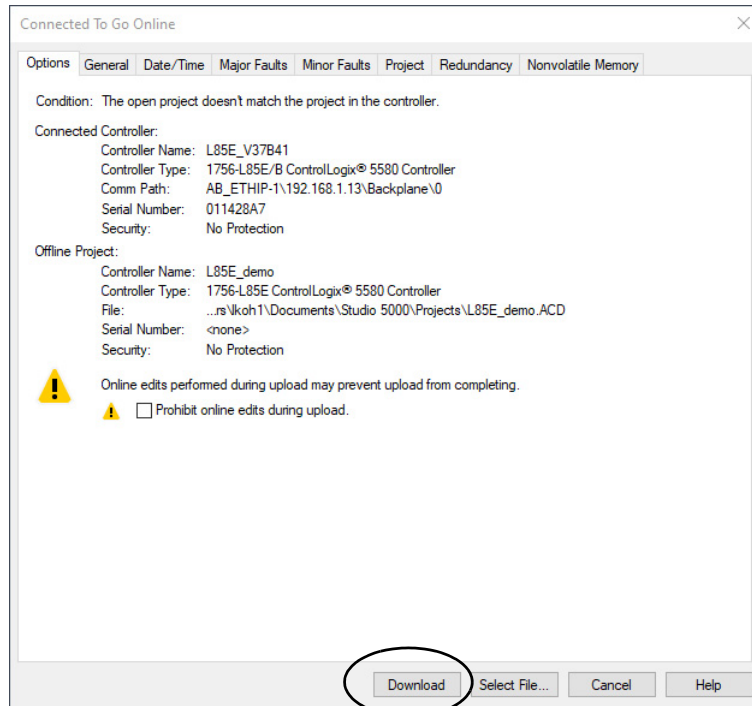 Connected To Go Online
Options General Date/Time Major Faults Minor Faults Project Redundancy Nonvolatile Memory
Condition: The open project doesn't match the project in the controller.
Connected Controller:
Controller Name: L85E_V37B41
Controller Type: 1756-L85E/B ControlLogix® 5580 Controller
Comm Path: AB_ETHIP-1\192.168.1.13\Backplane\0
Serial Number: 011428A7
Security: No Protection
Offline Project:
Controller Name: L85E_demo
Controller Type: 1756-L85E ControlLogix® 5580 Controller
File: ...rs\lkoh1\Documents\Studio 5000\Projects\L85E_demo.ACD
Serial Number: <none>
Security: No Protection
Online edits performed during upload may prevent upload from completing.
Prohibit online edits during upload.
Download Select File... Cancel Help